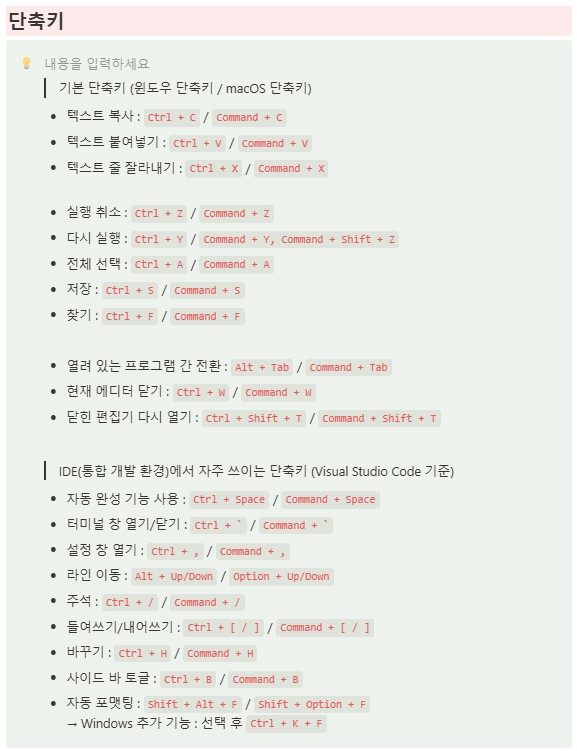 단축키
내용을 입력하세요
기본 단축키 (윈도우 단축키 / macOS 단축키)
• 텍스트 복사 : Ctrl + C / Command + C
• 텍스트 붙여넣기 : Ctrl + V / Command + V
• 텍스트 줄 잘라내기 : Ctrl + X / Command + X
• 실행 취소 : Ctrl + Z / Command + Z
• 다시 실행 : Ctrl + Y / Command + Y, Command + Shift + Z
• 전체 선택 : Ctrl + A / Command + A
• 저장 : Ctrl + S / Command + S
• 찾기 : Ctrl + F / Command + F
• 열려 있는 프로그램 간 전환 : Alt + Tab / Command + Tab
• 현재 에디터 닫기 : Ctrl + W / Command + W
• 닫힌 편집기 다시 열기 : Ctrl + Shift + T / Command + Shift + T
IDE(통합 개발 환경)에서 자주 쓰이는 단축키 (Visual Studio Code 기준)
• 자동 완성 기능 사용 : Ctrl + Space / Command + Space
• 터미널 창 열기/닫기 : Ctrl + ` / Command + `
• 설정 창 열기 : Ctrl + , / Command + ,
• 라인 이동 : Alt + Up/Down / Option + Up/Down
• 주석 : Ctrl + / / Command + /
• 들여쓰기/내어쓰기 : Ctrl + [ / ] / Command + [ / ]
• 바꾸기 : Ctrl + H / Command + H
• 사이드 바 토글 : Ctrl + B / Command + B
• 자동 포맷팅 : Shift + Alt + F / Shift + Option + F
→ Windows 추가 기능 : 선택 후 Ctrl + K + F